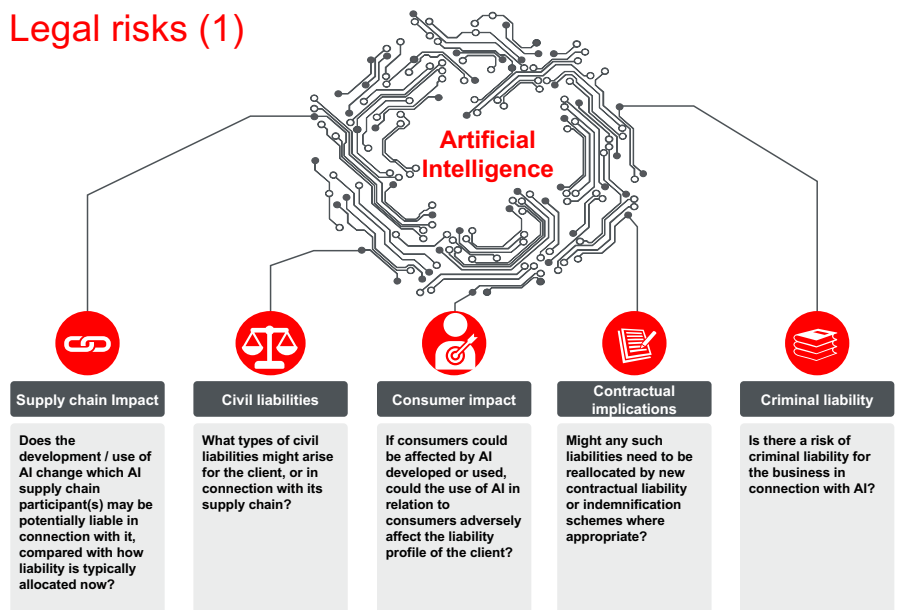 Legal risks (1)
Artificial
Intelligence
Supply chain Impact
Does the
development / use of
AI change which AI
supply chain
participant(s) may be
potentially liable in
connection with it,
compared with how
liability is typically
allocated now?
Civil liabilities
What types of civil
liabilities might arise
for the client, or in
connection with its
supply chain?
Consumer impact
If consumers could
be affected by AI
developed or used,
could the use of AI in
relation to
consumers adversely
affect the liability
profile of the client?
Contractual
implications
Might any such
liabilities need to be
reallocated by new
contractual liability
or indemnification
schemes where
appropriate?
Criminal liability
Is there a risk of
criminal liability for
the business in
connection with AI?